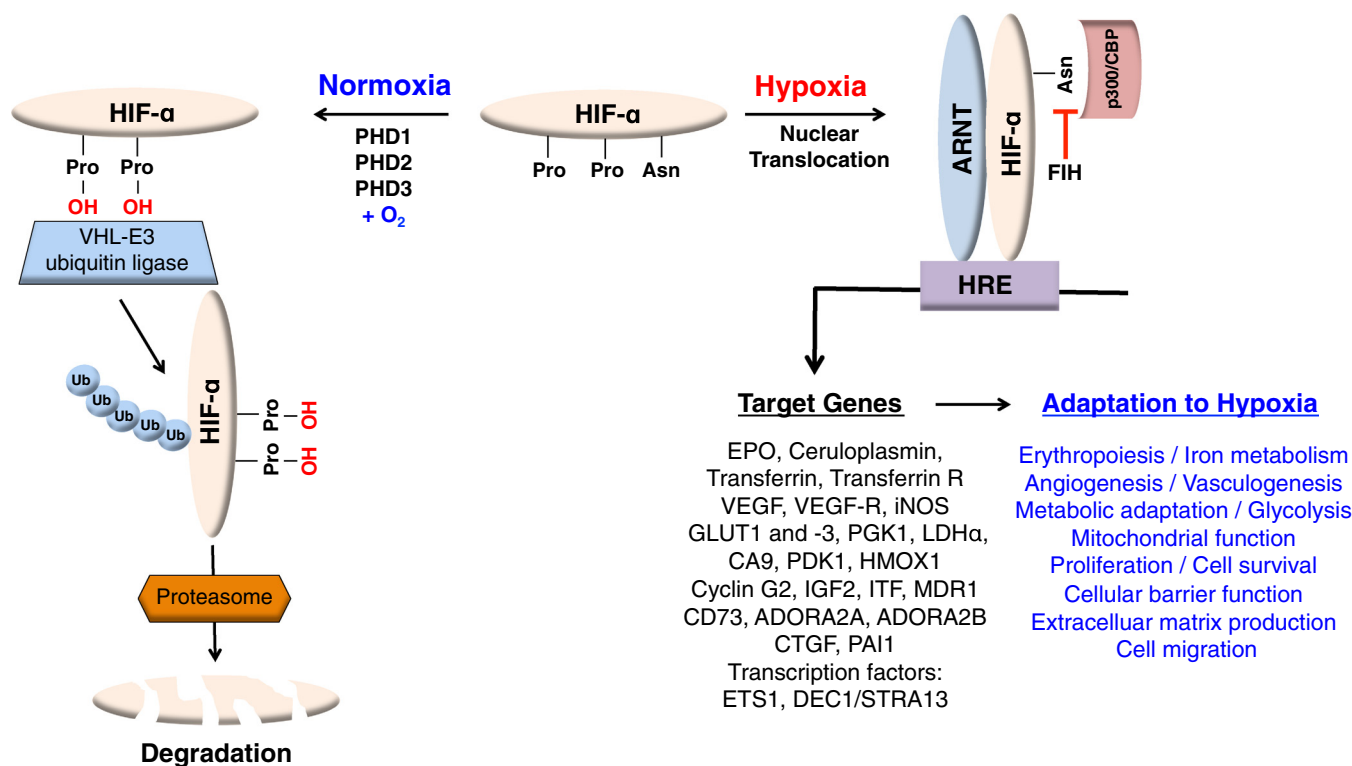 HIF-α
Pro Pro
OH OH
VHL-E3
ubiquitin ligase
Ub
Ub
Ub
Ub
Ub
HIF-α
Pro OH
Pro OH
Proteasome
Degradation
Normoxia
PHD1
PHD2
PHD3
+ O₂
HIF-α
Pro Pro Asn
Hypoxia
Nuclear
Translocation
ARNT
HIF-α
Asn
p300/CBP
FIH
HRE
Target Genes
EPO, Ceruloplasmin,
Transferrin, Transferrin R
VEGF, VEGF-R, iNOS
GLUT1 and -3, PGK1, LDHα,
CA9, PDK1, HMOX1
Cyclin G2, IGF2, ITF, MDR1
CD73, ADORA2A, ADORA2B
CTGF, PAI1
Transcription factors:
ETS1, DEC1/STRA13
Adaptation to Hypoxia
Erythropoiesis / Iron metabolism
Angiogenesis / Vasculogenesis
Metabolic adaptation / Glycolysis
Mitochondrial function
Proliferation / Cell survival
Cellular barrier function
Extracelluar matrix production
Cell migration